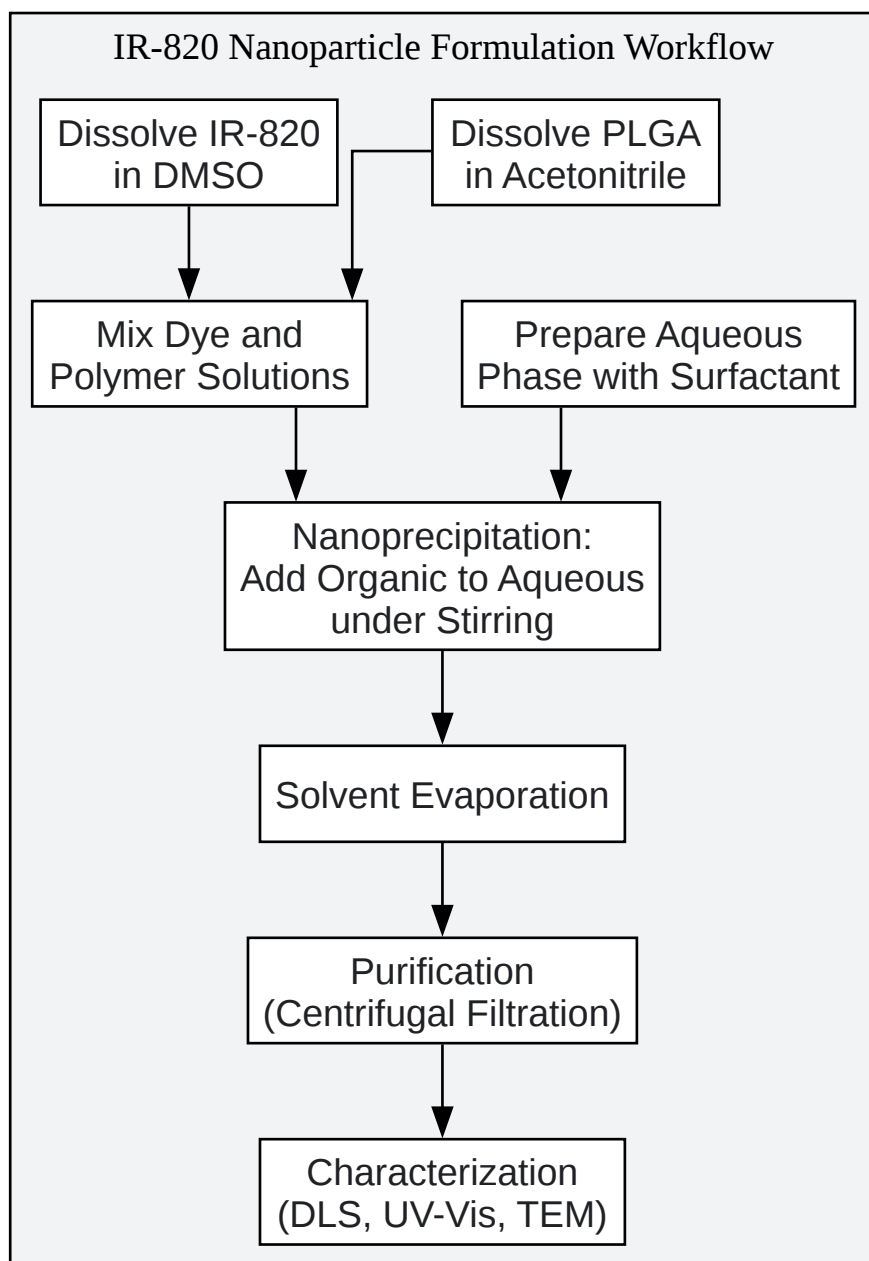 IR-820 Nanoparticle Formulation Workflow
Dissolve IR-820
in DMSO
Dissolve PLGA
in Acetonitrile
Mix Dye and
Polymer Solutions
Prepare Aqueous
Phase with Surfactant
Nanoprecipitation:
Add Organic to Aqueous
under Stirring
Solvent Evaporation
Purification
(Centrifugal Filtration)
Characterization
(DLS, UV-Vis, TEM)